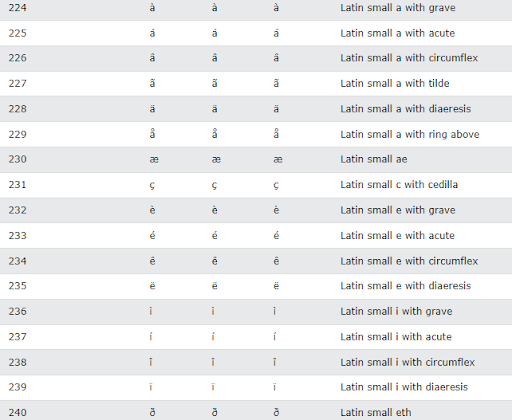 224 à à à Latin small a with grave
225 á á á Latin small a with acute
226 â â â Latin small a with circumflex
227 ã ã ã Latin small a with tilde
228 ä ä ä Latin small a with diaeresis
229 å å å Latin small a with ring above
230 æ æ æ Latin small ae
231 ç ç ç Latin small c with cedilla
232 è è è Latin small e with grave
233 é é é Latin small e with acute
234 ê ê ê Latin small e with circumflex
235 ë ë ë Latin small e with diaeresis
236 ì ì ì Latin small i with grave
237 í í í Latin small i with acute
238 î î î Latin small i with circumflex
239 ï ï ï Latin small i with diaeresis
240 ð ð ð Latin small eth